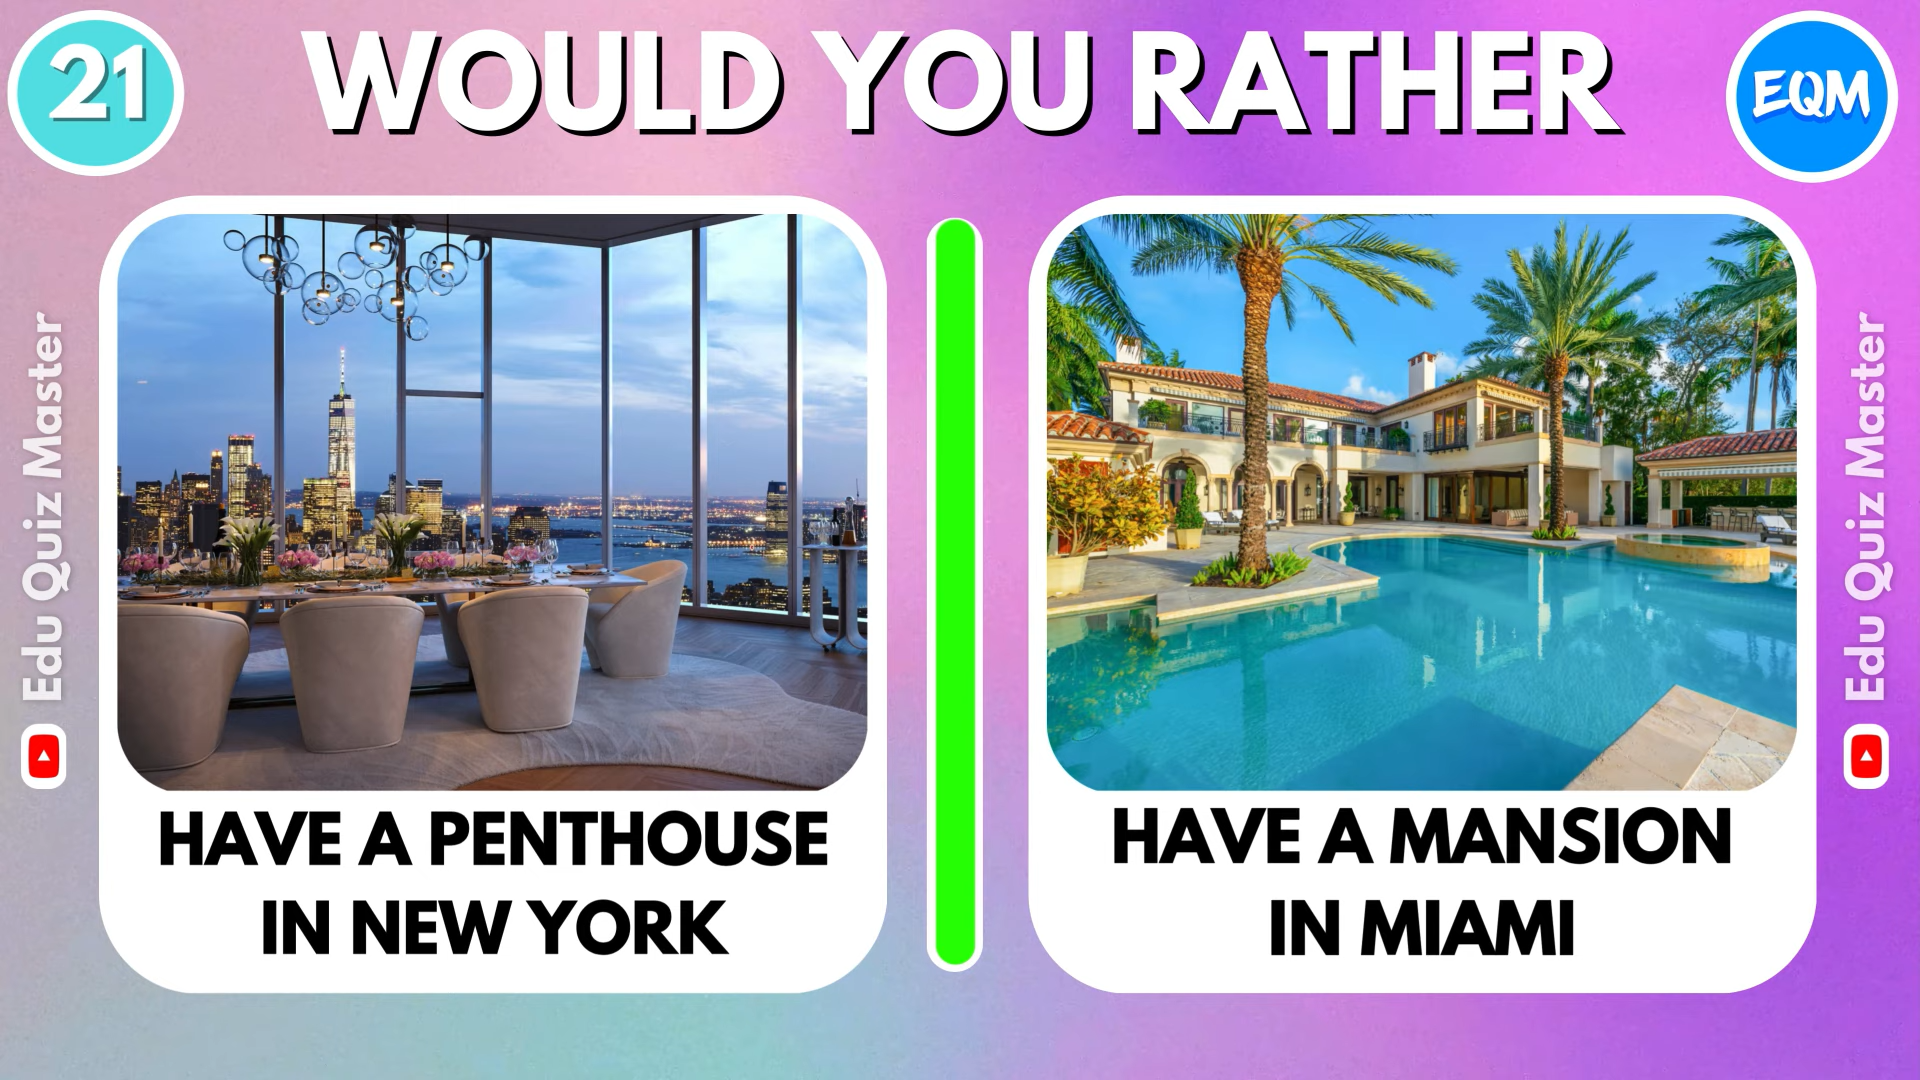 21
WOULD YOU RATHER
EQM
Edu Quiz Master
HAVE A PENTHOUSE
IN NEW YORK
HAVE A MANSION
IN MIAMI
Edu Quiz Master